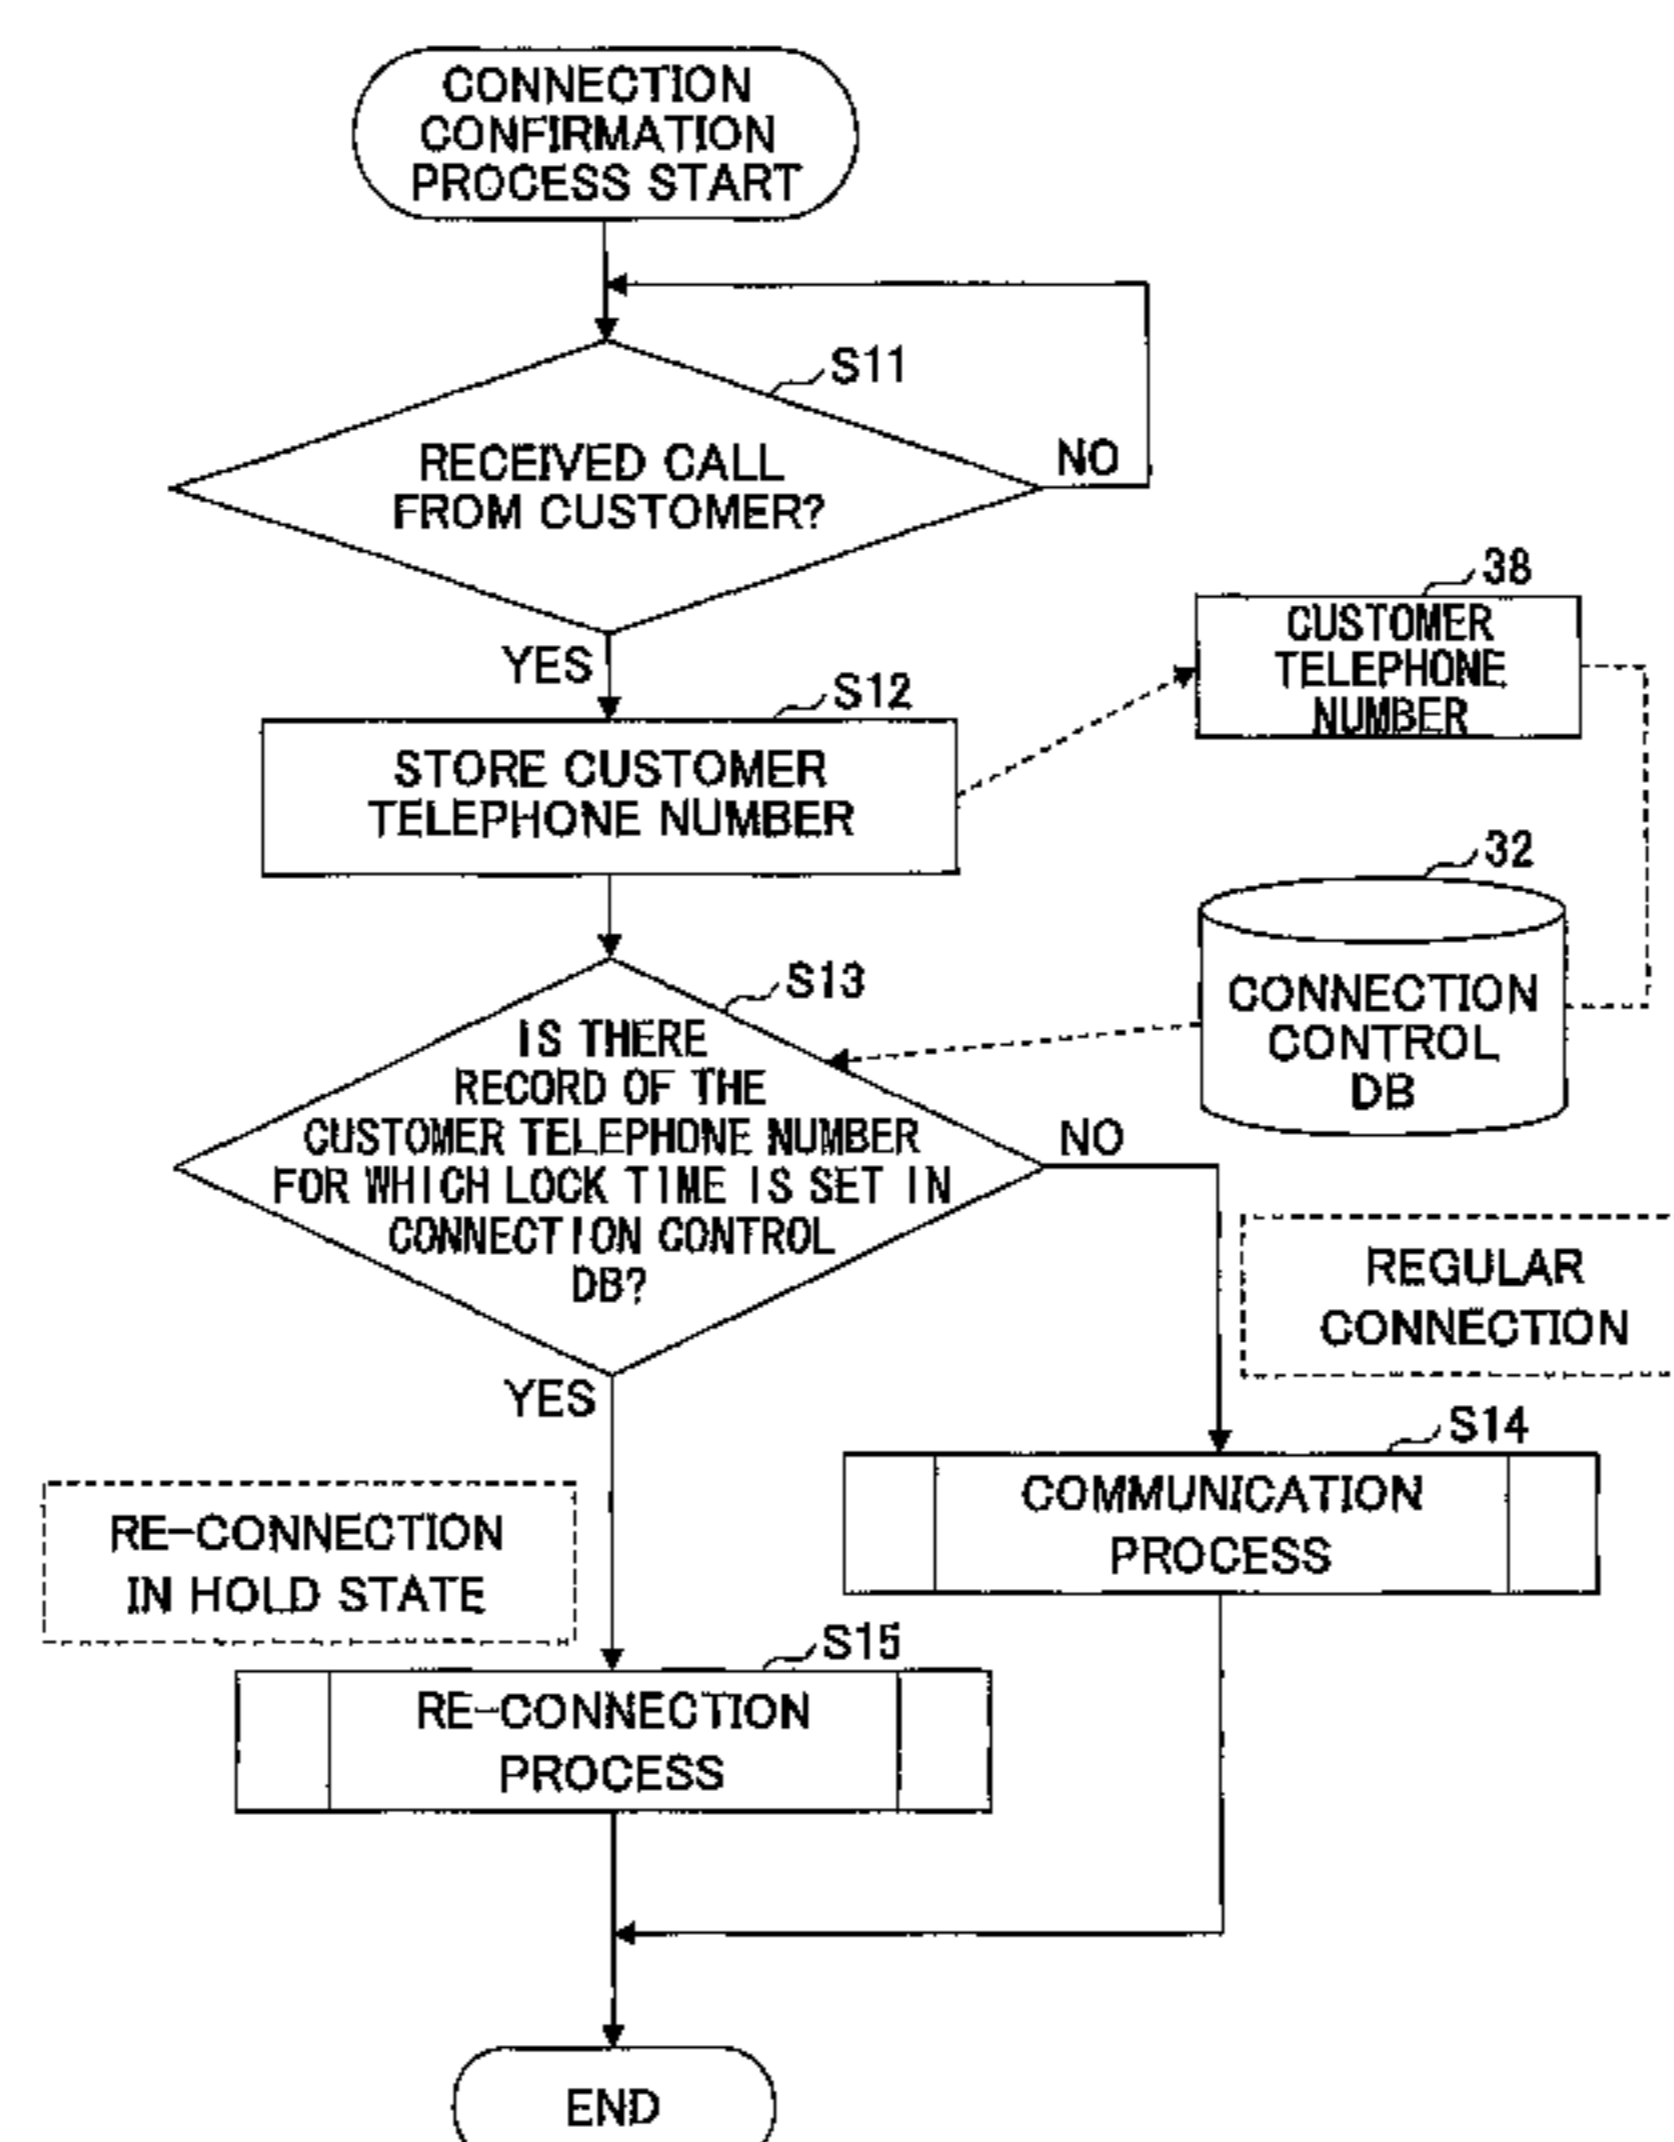 CONNECTION
CONFIRMATION
PROCESS START
S11
RECEIVED CALL
FROM CUSTOMER?
NO
YES
38
CUSTOMER
TELEPHONE
NUMBER
S12
STORE CUSTOMER
TELEPHONE NUMBER
32
CONNECTION
CONTROL
DB
S13
IS THERE
RECORD OF THE
CUSTOMER TELEPHONE NUMBER
FOR WHICH LOCK TIME IS SET IN
CONNECTION CONTROL
DB?
NO
YES
REGULAR
CONNECTION
S14
COMMUNICATION
PROCESS
RE-CONNECTION
IN HOLD STATE
S15
RE-CONNECTION
PROCESS
END